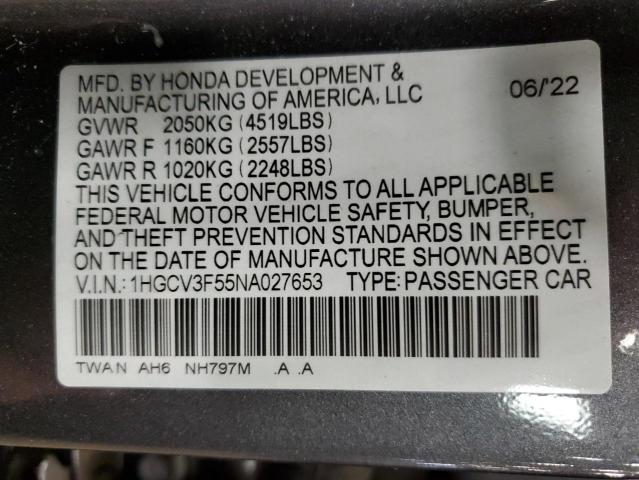 MFD. BY HONDA DEVELOPMENT &
MANUFACTURING OF AMERICA, LLC 06/'22
GVWR 2050KG (4519LBS)
GAWR F 1160KG (2557LBS)
GAWR R 1020KG (2248LBS)
THIS VEHICLE CONFORMS TO ALL APPLICABLE
FEDERAL MOTOR VEHICLE SAFETY, BUMPER,
AND THEFT PREVENTION STANDARDS IN EFFECT
ON THE DATE OF MANUFACTURE SHOWN ABOVE.
V.I.N.: 1HGCV3F55NA027653 TYPE: PASSENGER CAR
TWAN AH6 NH797M .A .A